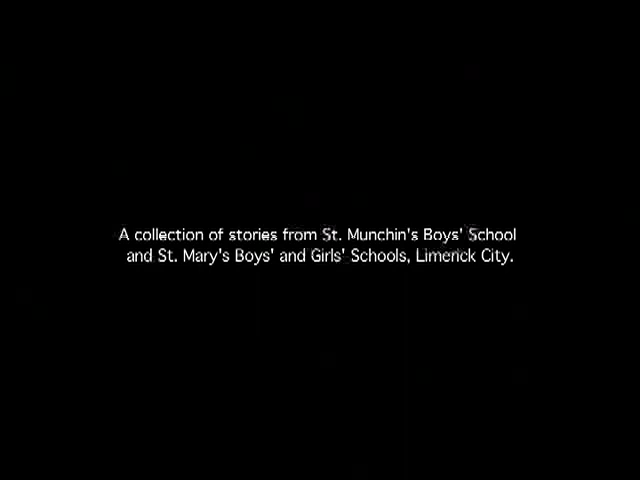 A collection of stories from St. Munchin's Boys' School
and St. Mary's Boys' and Girls' Schools, Limerick City.